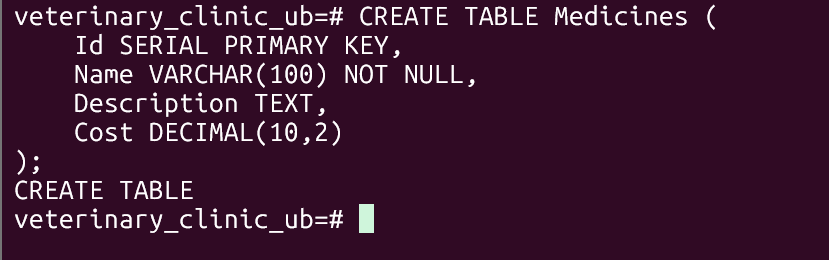 veterinary_clinic_ub=# CREATE TABLE Medicines (
    Id SERIAL PRIMARY KEY,
    Name VARCHAR(100) NOT NULL,
    Description TEXT,
    Cost DECIMAL(10,2)
);
CREATE TABLE
veterinary_clinic_ub=#